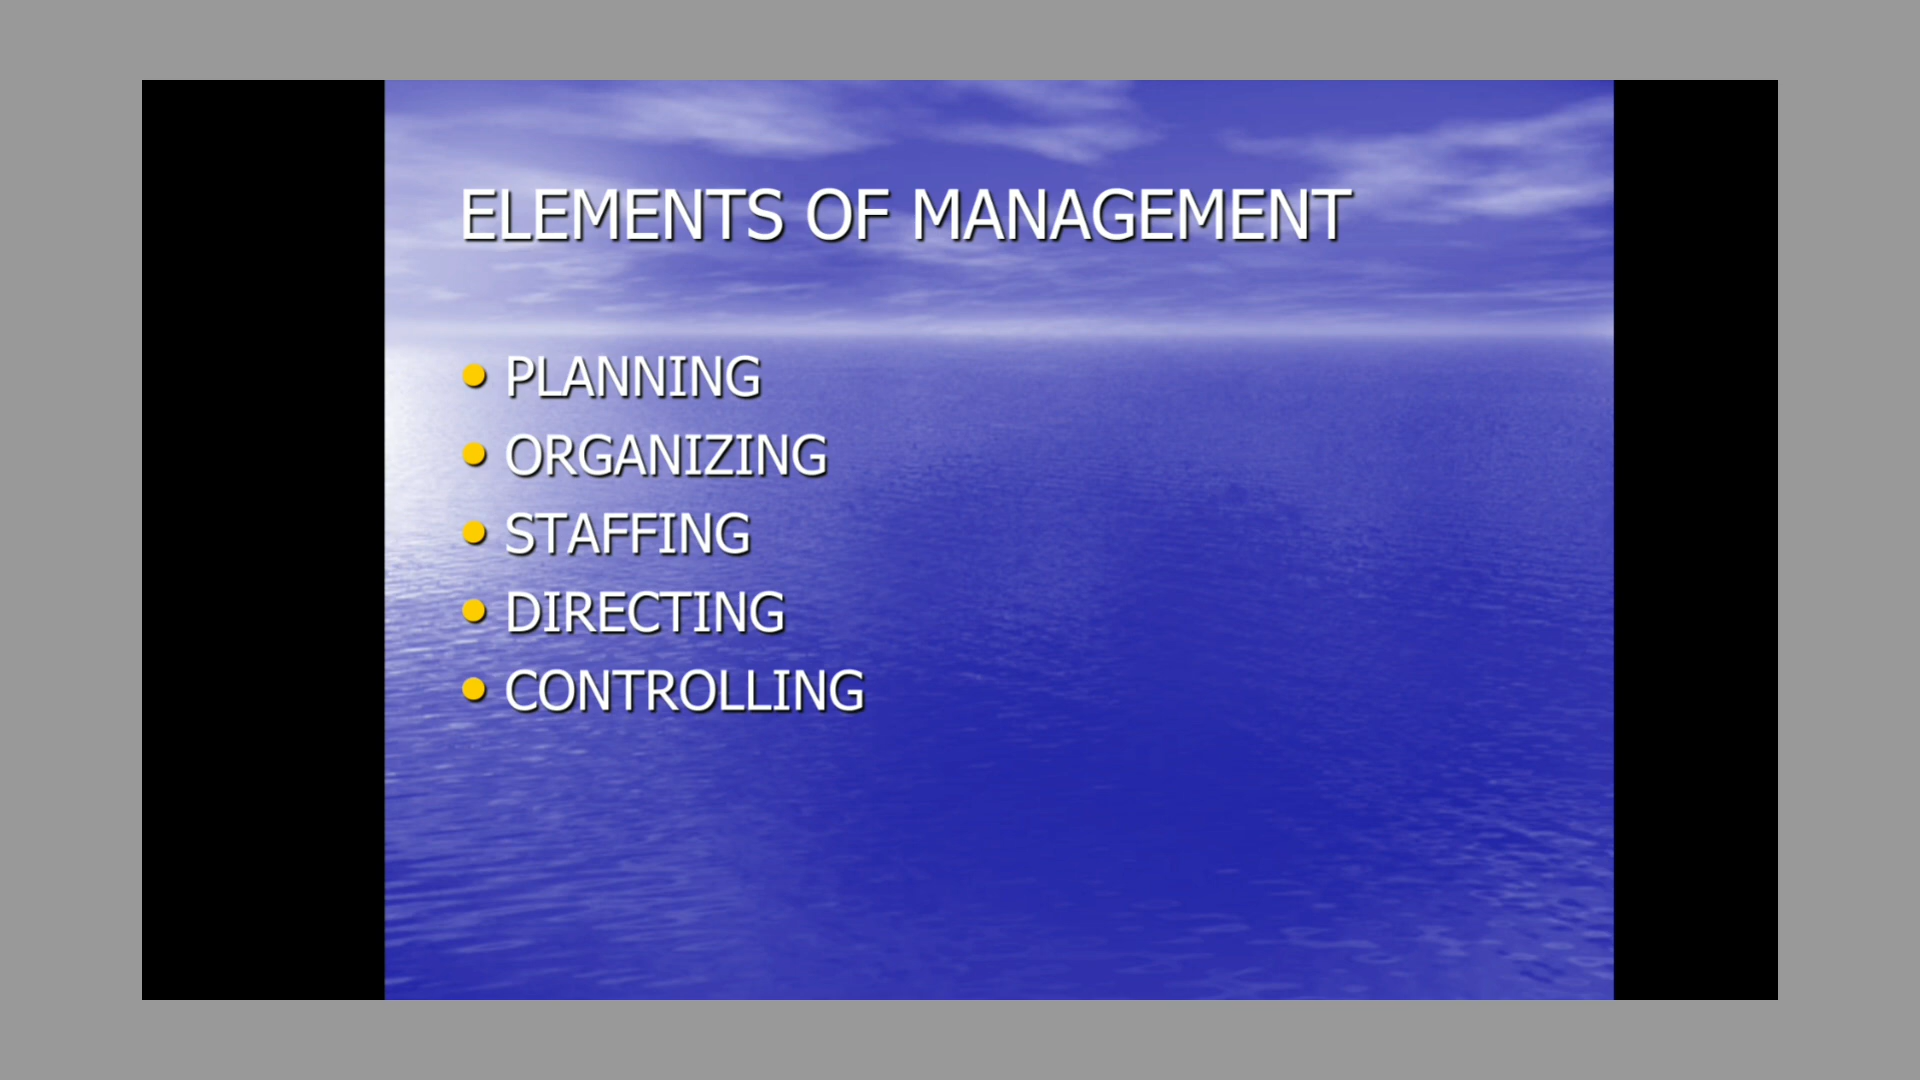 ELEMENTS OF MANAGEMENT
• PLANNING
• ORGANIZING
• STAFFING
• DIRECTING
• CONTROLLING